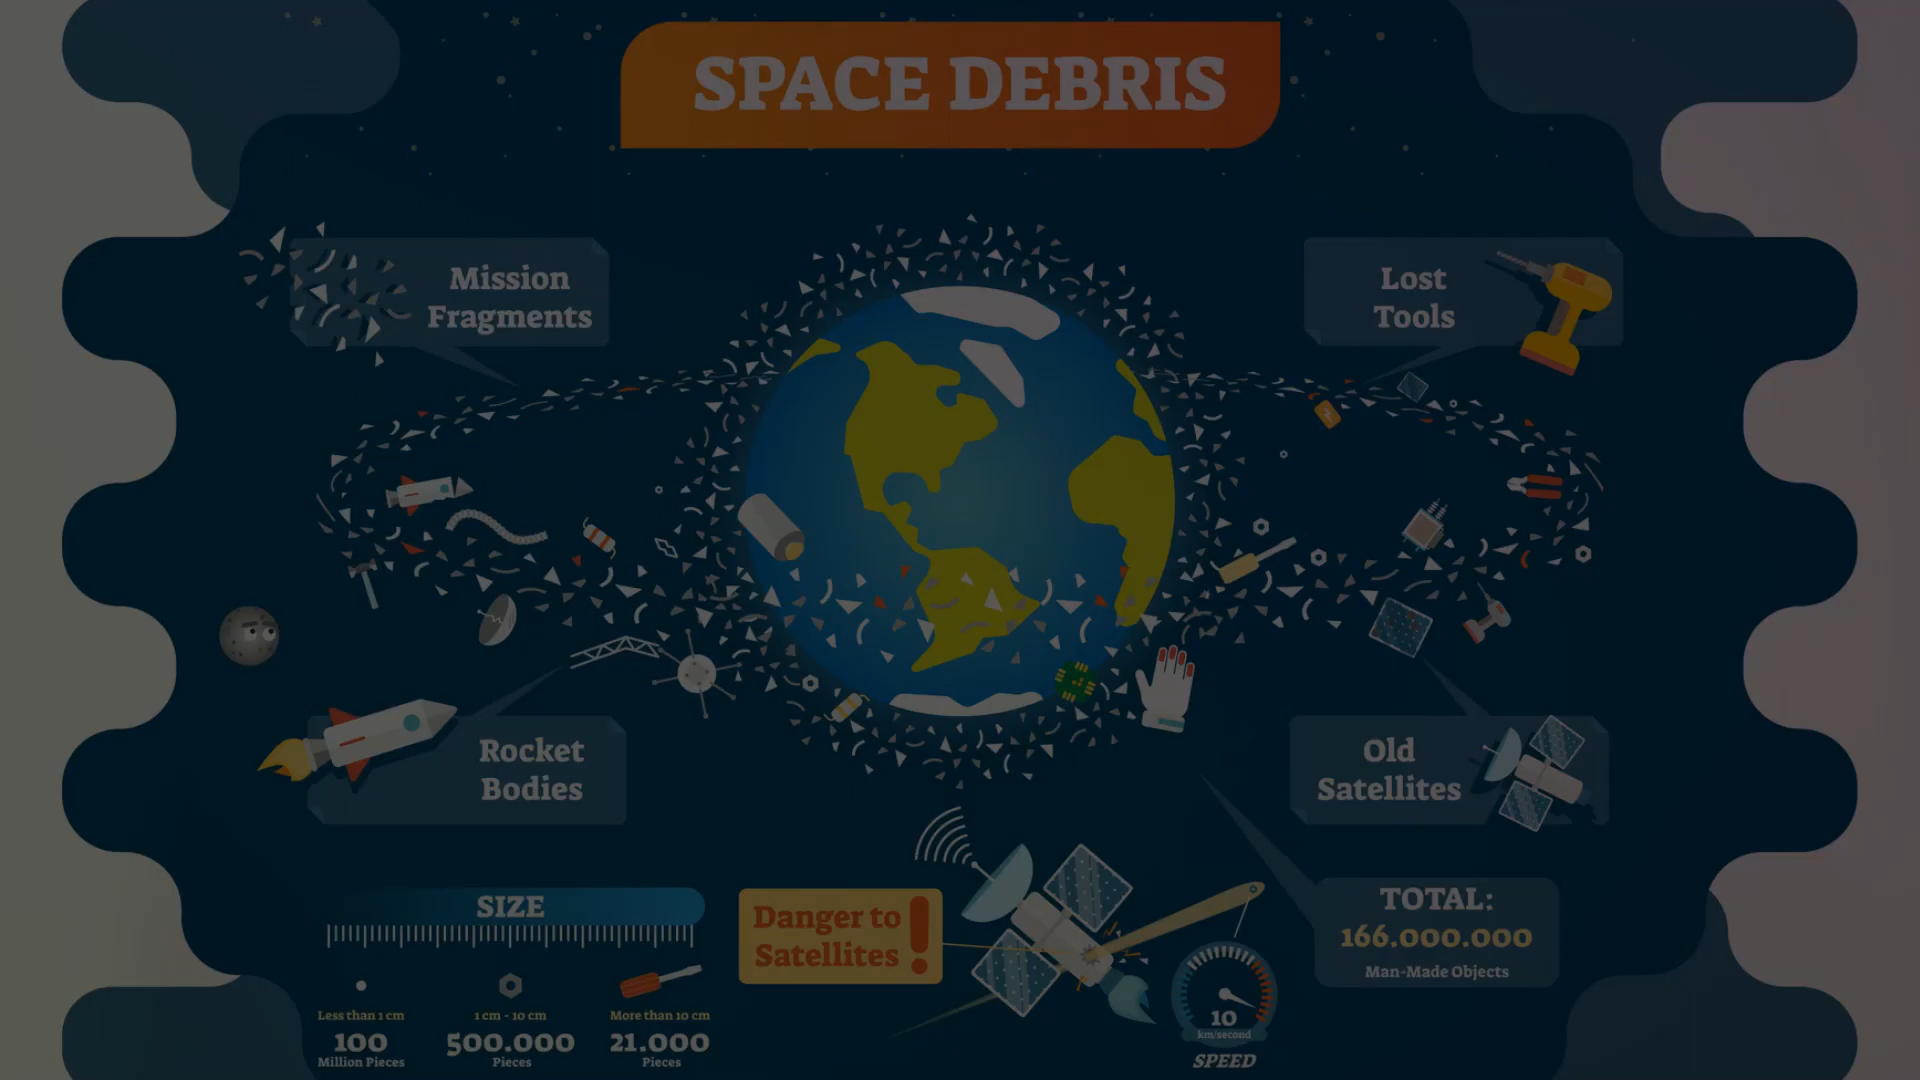 SPACE DEBRIS
Mission
Fragments
Lost
Tools
Rocket
Bodies
Old
Satellites
SIZE
Less than 1 cm
100
Million Pieces
1 cm - 10 cm
500.000
Pieces
More than 10 cm
21.000
Pieces
Danger to
Satellites!
10
km/second
SPEED
TOTAL:
166.000.000
Man-Made Objects